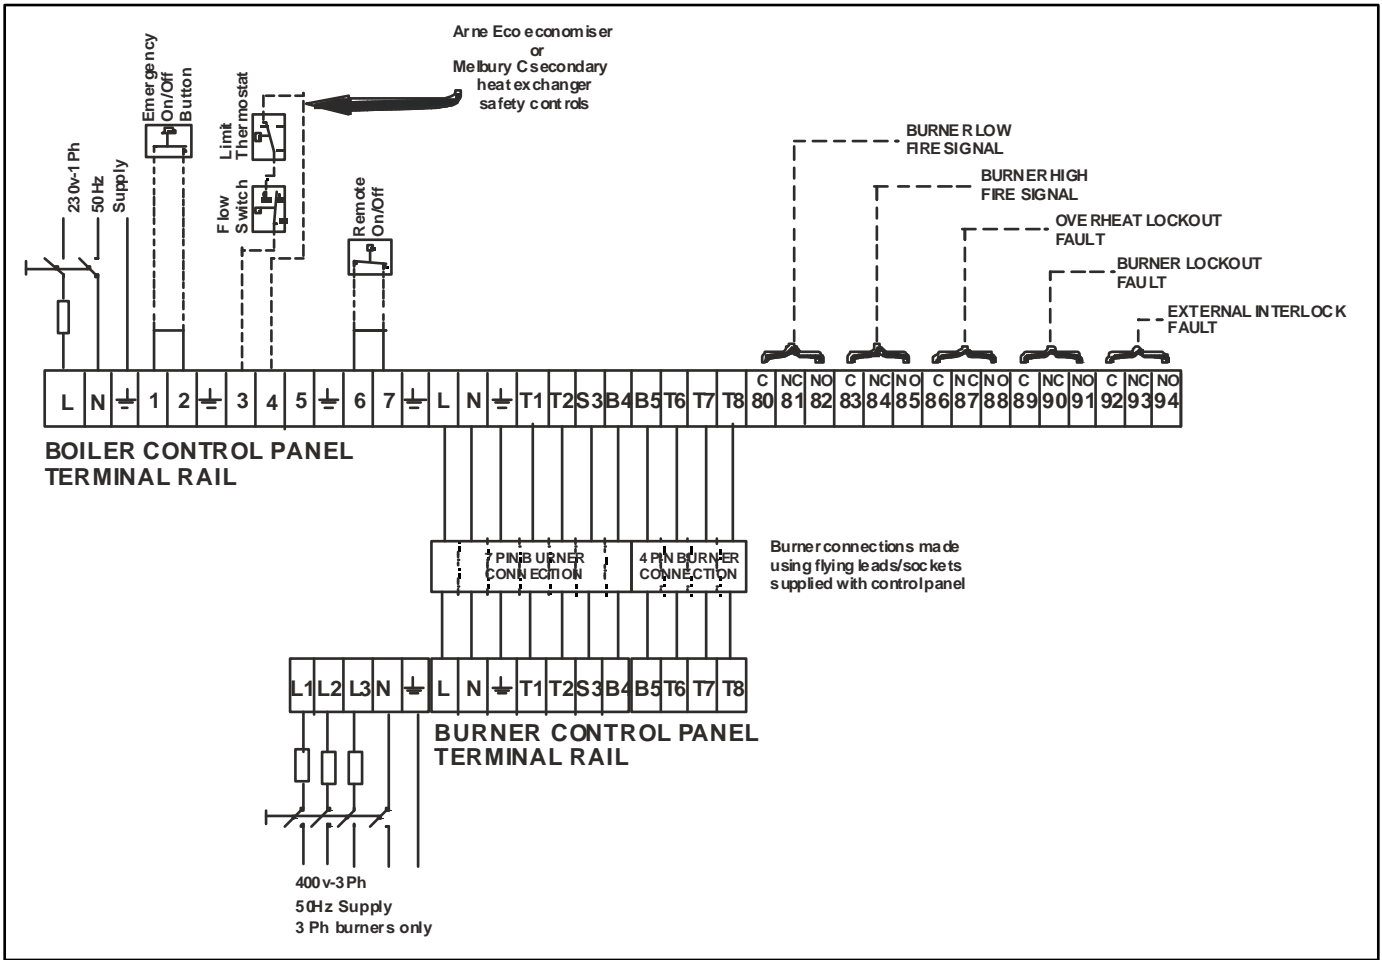 Arne Eco economiser
or
Melbury C secondary
heat exchanger
safety controls
Emergency
On/Off
Button
Limit
Thermostat
230v-1 Ph
50Hz
Supply
Flow
Switch
Remote
On/Off
BURNER LOW
FIRE SIGNAL
BURNER HIGH
FIRE SIGNAL
OVERHEAT LOCKOUT
FAULT
BURNER LOCKOUT
FAULT
EXTERNAL INTERLOCK
FAULT
C NC NO C NC NO C NC NO C NC NO C NC NO
L N 1 2 3 4 5 6 7 L N T1 T2 S3 B4 B5 T6 T7 T8 80 81 82 83 84 85 86 87 88 89 90 91 92 93 94
BOILER CONTROL PANEL
TERMINAL RAIL
7 PIN BURNER
CONNECTION
4 PIN BURNER
CONNECTION
Burner connections made
using flying leads/sockets
supplied with control panel
L1 L2 L3 N L N T1 T2 S3 B4 B5 T6 T7 T8
BURNER CONTROL PANEL
TERMINAL RAIL
400v-3 Ph
50Hz Supply
3 Ph burners only